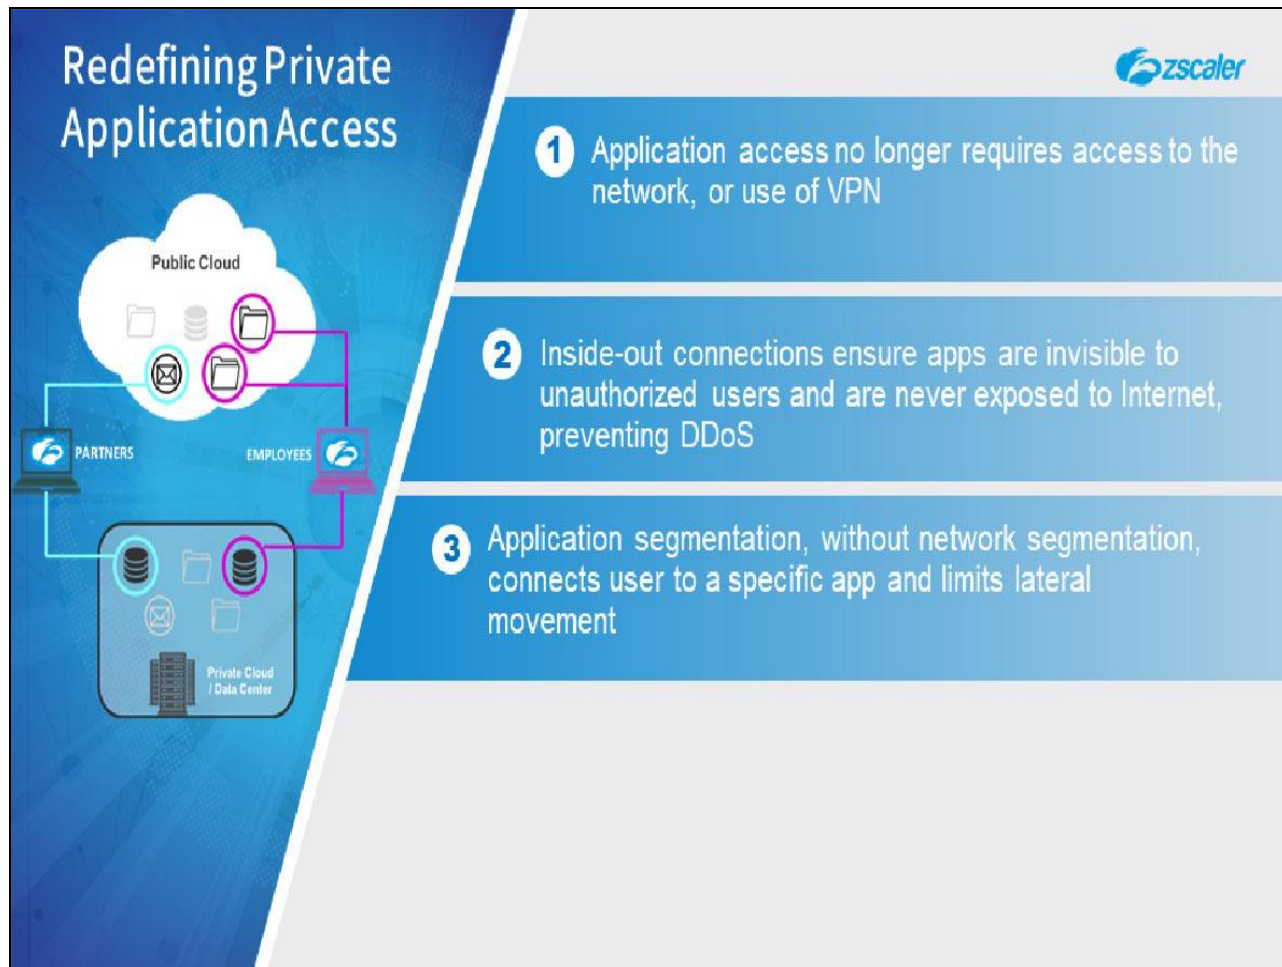 Redefining Private
Application Access
zscaler
1 Application access no longer requires access to the
network, or use of VPN
Public Cloud
2 Inside-out connections ensure apps are invisible to
unauthorized users and are never exposed to Internet,
preventing DDoS
PARTNERS
EMPLOYEES
3 Application segmentation, without network segmentation,
connects user to a specific app and limits lateral
movement
Private Cloud
/ Data Center